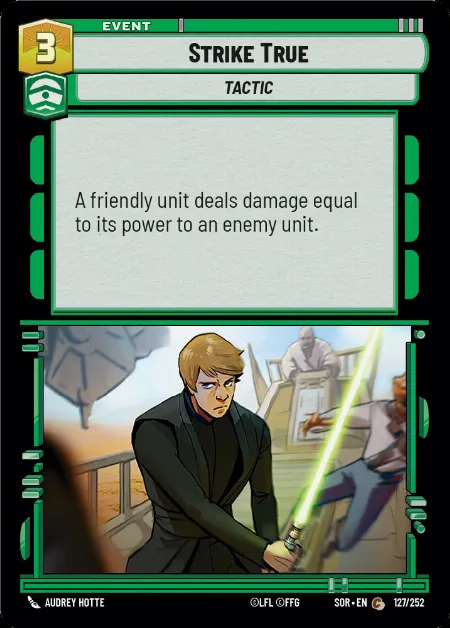 EVENT
3
STRIKE TRUE
TACTIC
A friendly unit deals damage equal
to its power to an enemy unit.
AUDREY HOTTE ©LFL ©FFG SOR•EN C 127/252